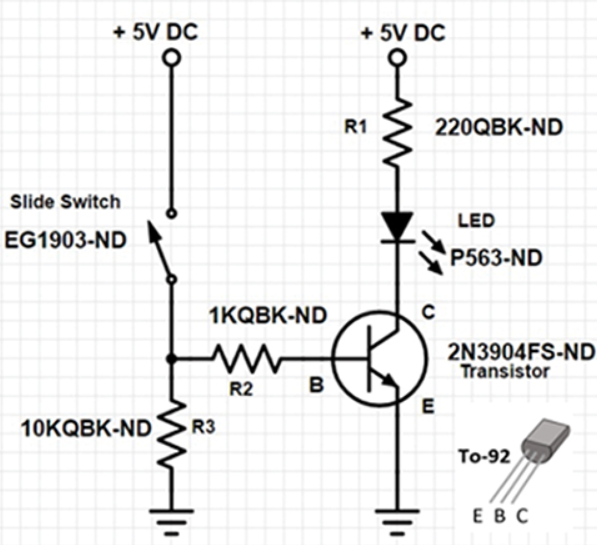 + 5V DC
+ 5V DC
R1
220QBK-ND
Slide Switch
EG1903-ND
LED
P563-ND
1KQBK-ND
C
2N3904FS-ND
Transistor
R2
B
E
10KQBK-ND
R3
To-92
E B C